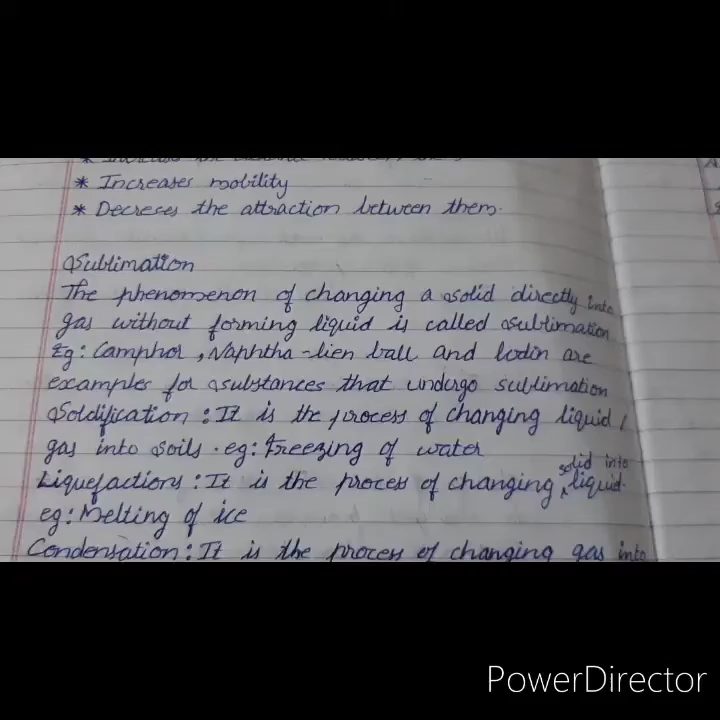 * Increases mobility
* Decreses the attraction between them.
Sublimation
The phenomenon of changing a solid directly into
gas without forming liquid is called sublimation
Eg: Camphor, Naphtha-lien ball and Iodin are
examples for substances that undergo sublimation
Soldification: It is the process of changing liquid/
gas into soils. eg: Freezing of water
Liquefactions: It is the proces of changing solid into liquid.
eg: Melting of ice
Condensation: It is the process of changing gas into
PowerDirector